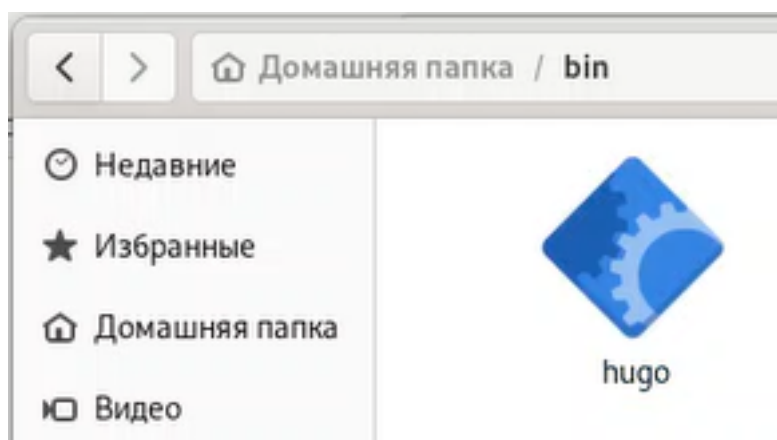 Домашняя папка / bin
Недавние
Избранные
Домашняя папка
Видео
hugo